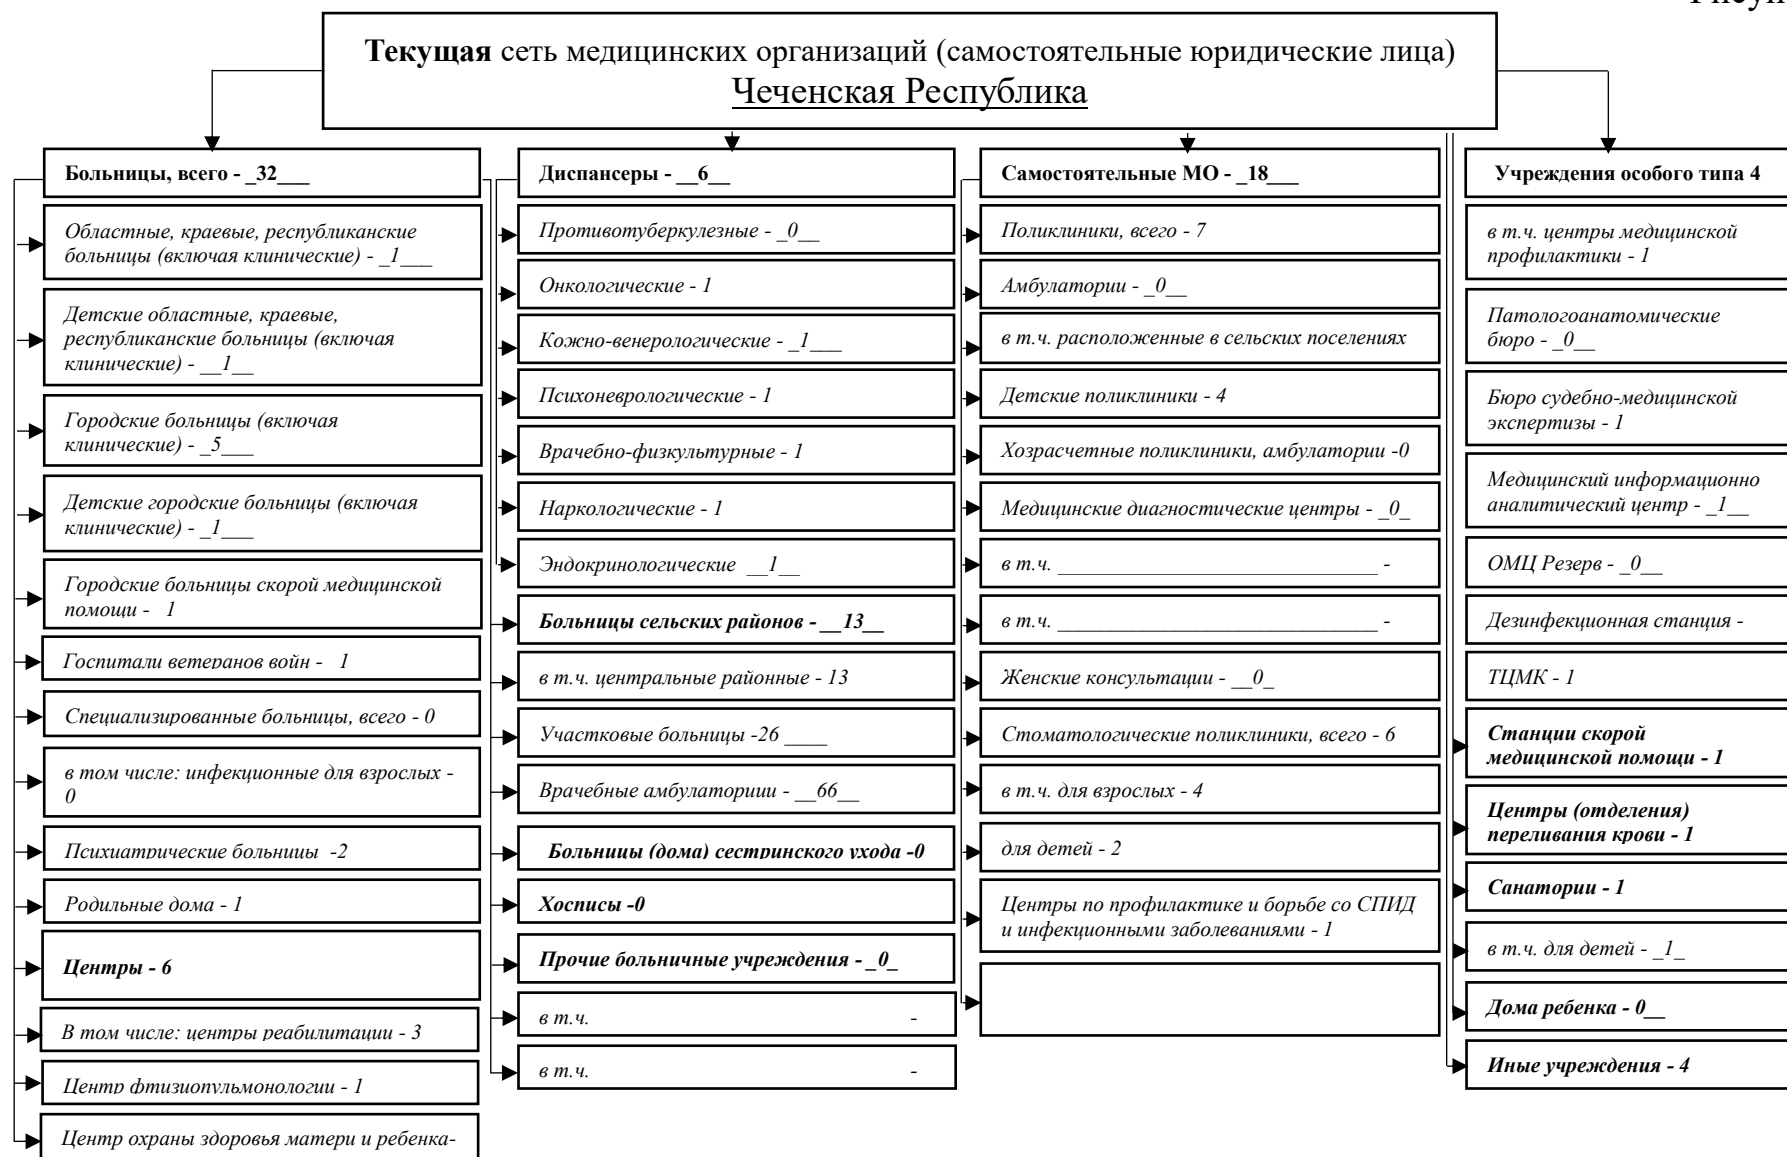 Рисун
Текущая сеть медицинских организаций (самостоятельные юридические лица)
Чеченская Республика
Больницы, всего - _32___
Областные, краевые, республиканские
больницы (включая клинические) - _1___
Детские областные, краевые,
республиканские больницы (включая
клинические) - __1__
Городские больницы (включая
клинические) - _5___
Детские городские больницы (включая
клинические) - _1___
Городские больницы скорой медицинской
помощи - 1
Госпитали ветеранов войн - 1
Специализированные больницы, всего - 0
в том числе: инфекционные для взрослых -
0
Психиатрические больницы -2
Родильные дома - 1
Центры - 6
В том числе: центры реабилитации - 3
Центр фтизиопульмонологии - 1
Центр охраны здоровья матери и ребенка-
Диспансеры - __6__
Противотуберкулезные - _0__
Онкологические - 1
Кожно-венерологические - _1___
Психоневрологические - 1
Врачебно-физкультурные - 1
Наркологические - 1
Эндокринологические __1__
Больницы сельских районов - __13__
в т.ч. центральные районные - 13
Участковые больницы -26 ____
Врачебные амбулаториии - __66__
Больницы (дома) сестринского ухода -0
Хосписы -0
Прочие больничные учреждения - _0_
в т.ч. -
в т.ч. -
Самостоятельные МО - _18___
Поликлиники, всего - 7
Амбулатории - _0__
в т.ч. расположенные в сельских поселениях
Детские поликлиники - 4
Хозрасчетные поликлиники, амбулатории -0
Медицинские диагностические центры - _0_
в т.ч. ______________________________ -
в т.ч. ______________________________ -
Женские консультации - __0_
Стоматологические поликлиники, всего - 6
в т.ч. для взрослых - 4
для детей - 2
Центры по профилактике и борьбе со СПИД
и инфекционными заболеваниями - 1
Учреждения особого типа 4
в т.ч. центры медицинской
профилактики - 1
Патологоанатомические
бюро - _0__
Бюро судебно-медицинской
экспертизы - 1
Медицинский информационно
аналитический центр - _1__
ОМЦ Резерв - _0__
Дезинфекционная станция -
ТЦМК - 1
Станции скорой
медицинской помощи - 1
Центры (отделения)
переливания крови - 1
Санатории - 1
в т.ч. для детей - _1_
Дома ребенка - 0__
Иные учреждения - 4